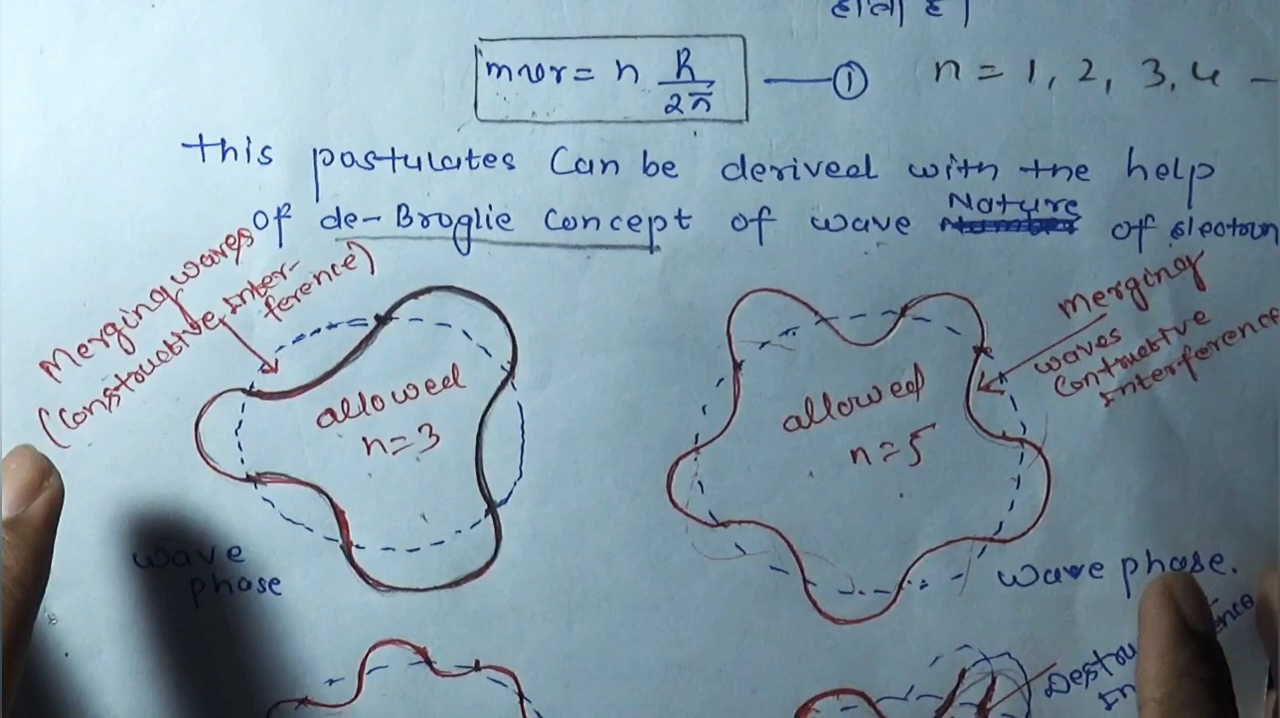 होता है।
mvr = n h/2π —① n = 1, 2, 3, 4 –
This postulates Can be derived with the help
of de-Broglie Concept of wave Nature of electron
Merging waves
(Constructive Inter-
ference)
allowed
n=3
wave
phase
Merging
waves
Contructive
Interference
allowed
n=5
wave phase.